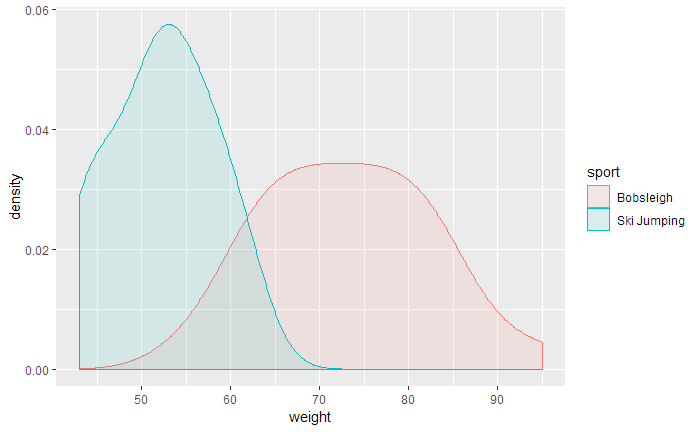 0.06
0.04
0.02
0.00
density
50 60 70 80 90
weight
sport
Bobsleigh
Ski Jumping